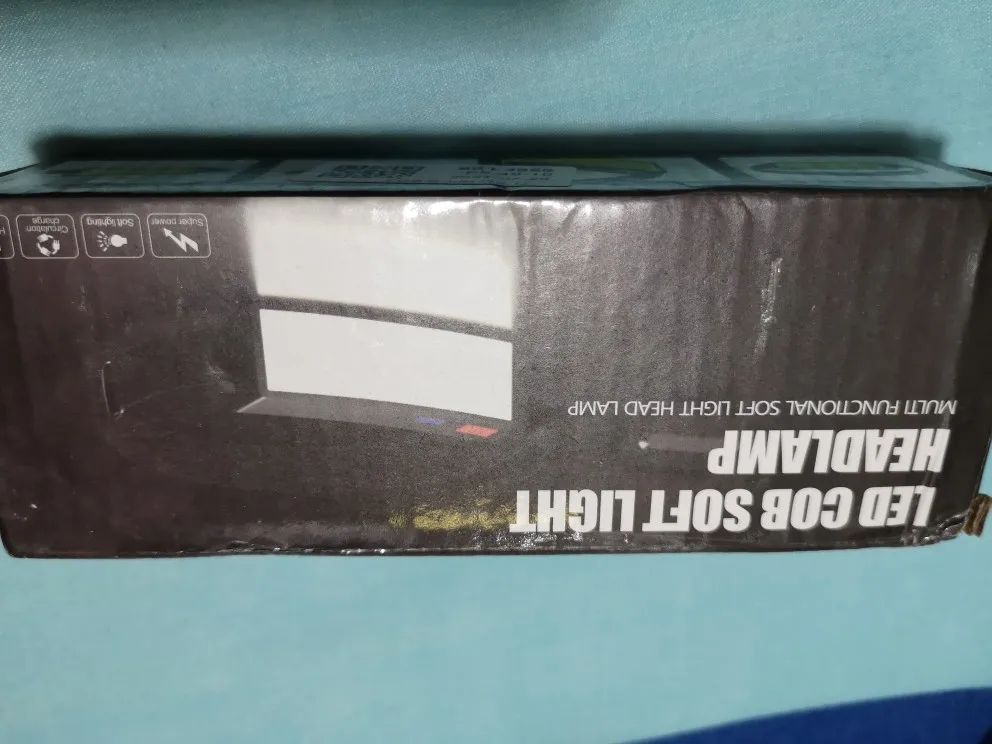 LED COB SOFT LIGHT
HEADLAMP
MULTI FUNCTIONAL SOFT LIGHT HEAD LAMP
Super power
Soft lighting
Circulation
charge